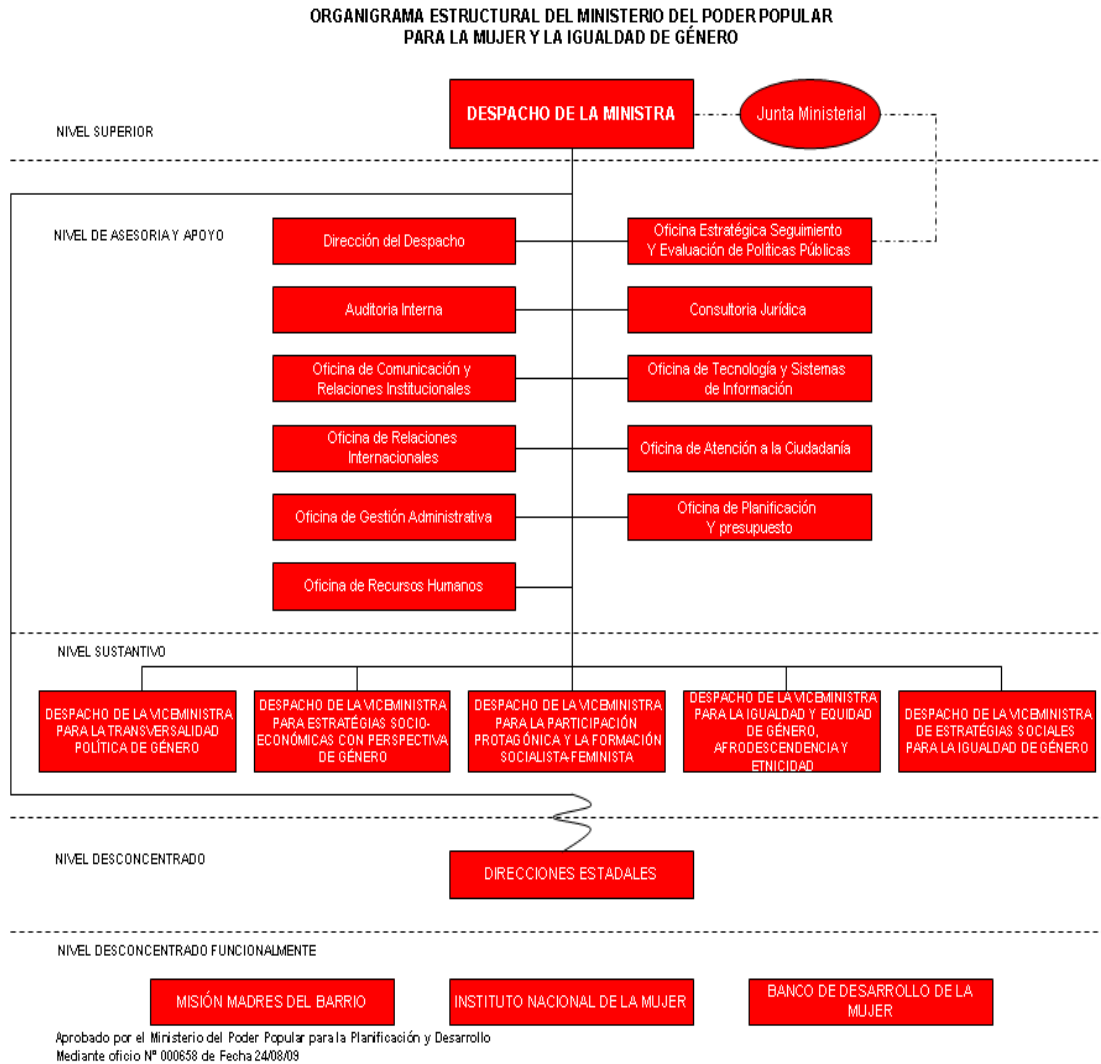 ORGANIGRAMA ESTRUCTURAL DEL MINISTERIO DEL PODER POPULAR
PARA LA MUJER Y LA IGUALDAD DE GÉNERO
DESPACHO DE LA MINISTRA
Junta Ministerial
NIVEL SUPERIOR
NIVEL DE ASESORIA Y APOYO
Dirección del Despacho
Oficina Estratégica Seguimiento
Y Evaluación de Políticas Públicas
Auditoria Interna
Consultoria Jurídica
Oficina de Comunicación y
Relaciones Institucionales
Oficina de Tecnología y Sistemas
de Información
Oficina de Relaciones
Internacionales
Oficina de Atención a la Ciudadanía
Oficina de Gestión Administrativa
Oficina de Planificación
Y presupuesto
Oficina de Recursos Humanos
NIVEL SUSTANTIVO
DESPACHO DE LA VICEMINISTRA
PARA LA TRANSVERSALIDAD
POLÍTICA DE GÉNERO
DESPACHO DE LA VICEMINISTRA
PARA ESTRATÉGIAS SOCIO-
ECONÓMICAS CON PERSPECTIVA
DE GÉNERO
DESPACHO DE LA VICEMINISTRA
PARA LA PARTICIPACIÓN
PROTAGÓNICA Y LA FORMACIÓN
SOCIALISTA-FEMINISTA
DESPACHO DE LA VICEMINISTRA
PARA LA IGUALDAD Y EQUIDAD
DE GÉNERO,
AFRODESCENDENCIA Y
ETNICIDAD
DESPACHO DE LA VICEMINISTRA
DE ESTRATÉGIAS SOCIALES
PARA LA IGUALDAD DE GÉNERO
NIVEL DESCONCENTRADO
DIRECCIONES ESTADALES
NIVEL DESCONCENTRADO FUNCIONALMENTE
MISIÓN MADRES DEL BARRIO
INSTITUTO NACIONAL DE LA MUJER
BANCO DE DESARROLLO DE LA
MUJER
Aprobado por el Ministerio del Poder Popular para la Planificación y Desarrollo
Mediante oficio Nº 000658 de Fecha 24/08/09